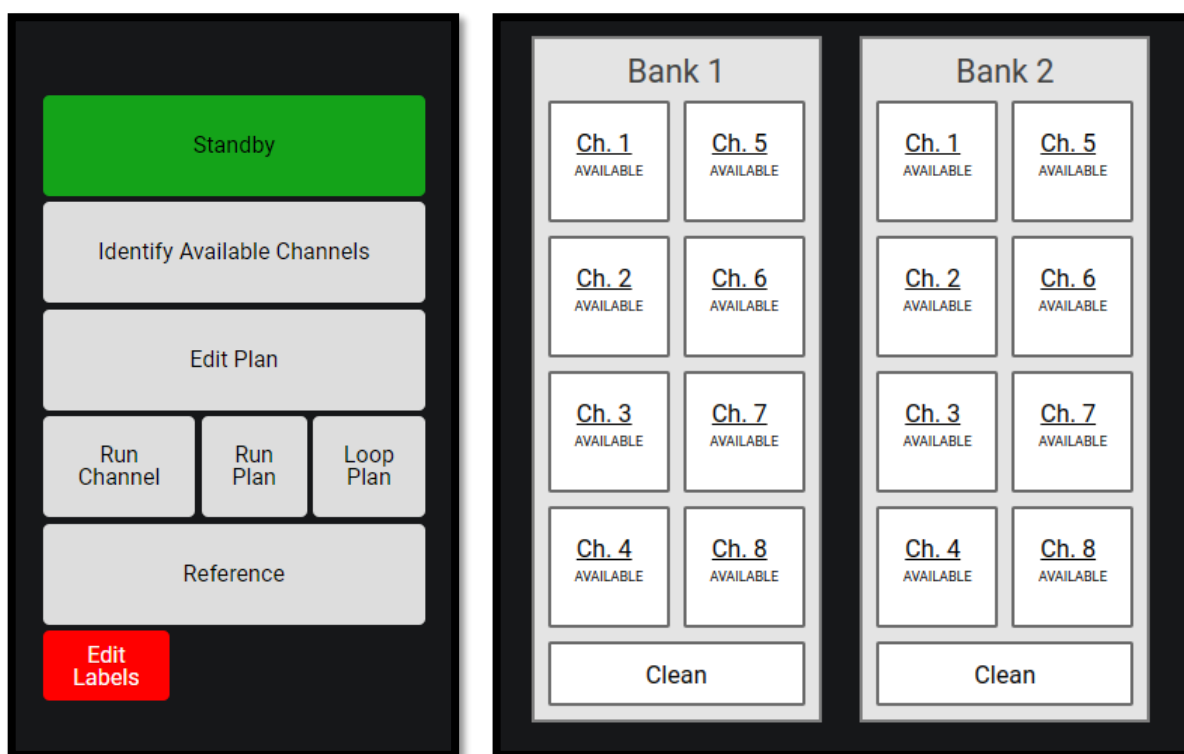 Standby
Identify Available Channels
Edit Plan
Run
Channel
Run
Plan
Loop
Plan
Reference
Edit
Labels
Bank 1
Ch. 1
AVAILABLE
Ch. 5
AVAILABLE
Ch. 2
AVAILABLE
Ch. 6
AVAILABLE
Ch. 3
AVAILABLE
Ch. 7
AVAILABLE
Ch. 4
AVAILABLE
Ch. 8
AVAILABLE
Clean
Bank 2
Ch. 1
AVAILABLE
Ch. 5
AVAILABLE
Ch. 2
AVAILABLE
Ch. 6
AVAILABLE
Ch. 3
AVAILABLE
Ch. 7
AVAILABLE
Ch. 4
AVAILABLE
Ch. 8
AVAILABLE
Clean